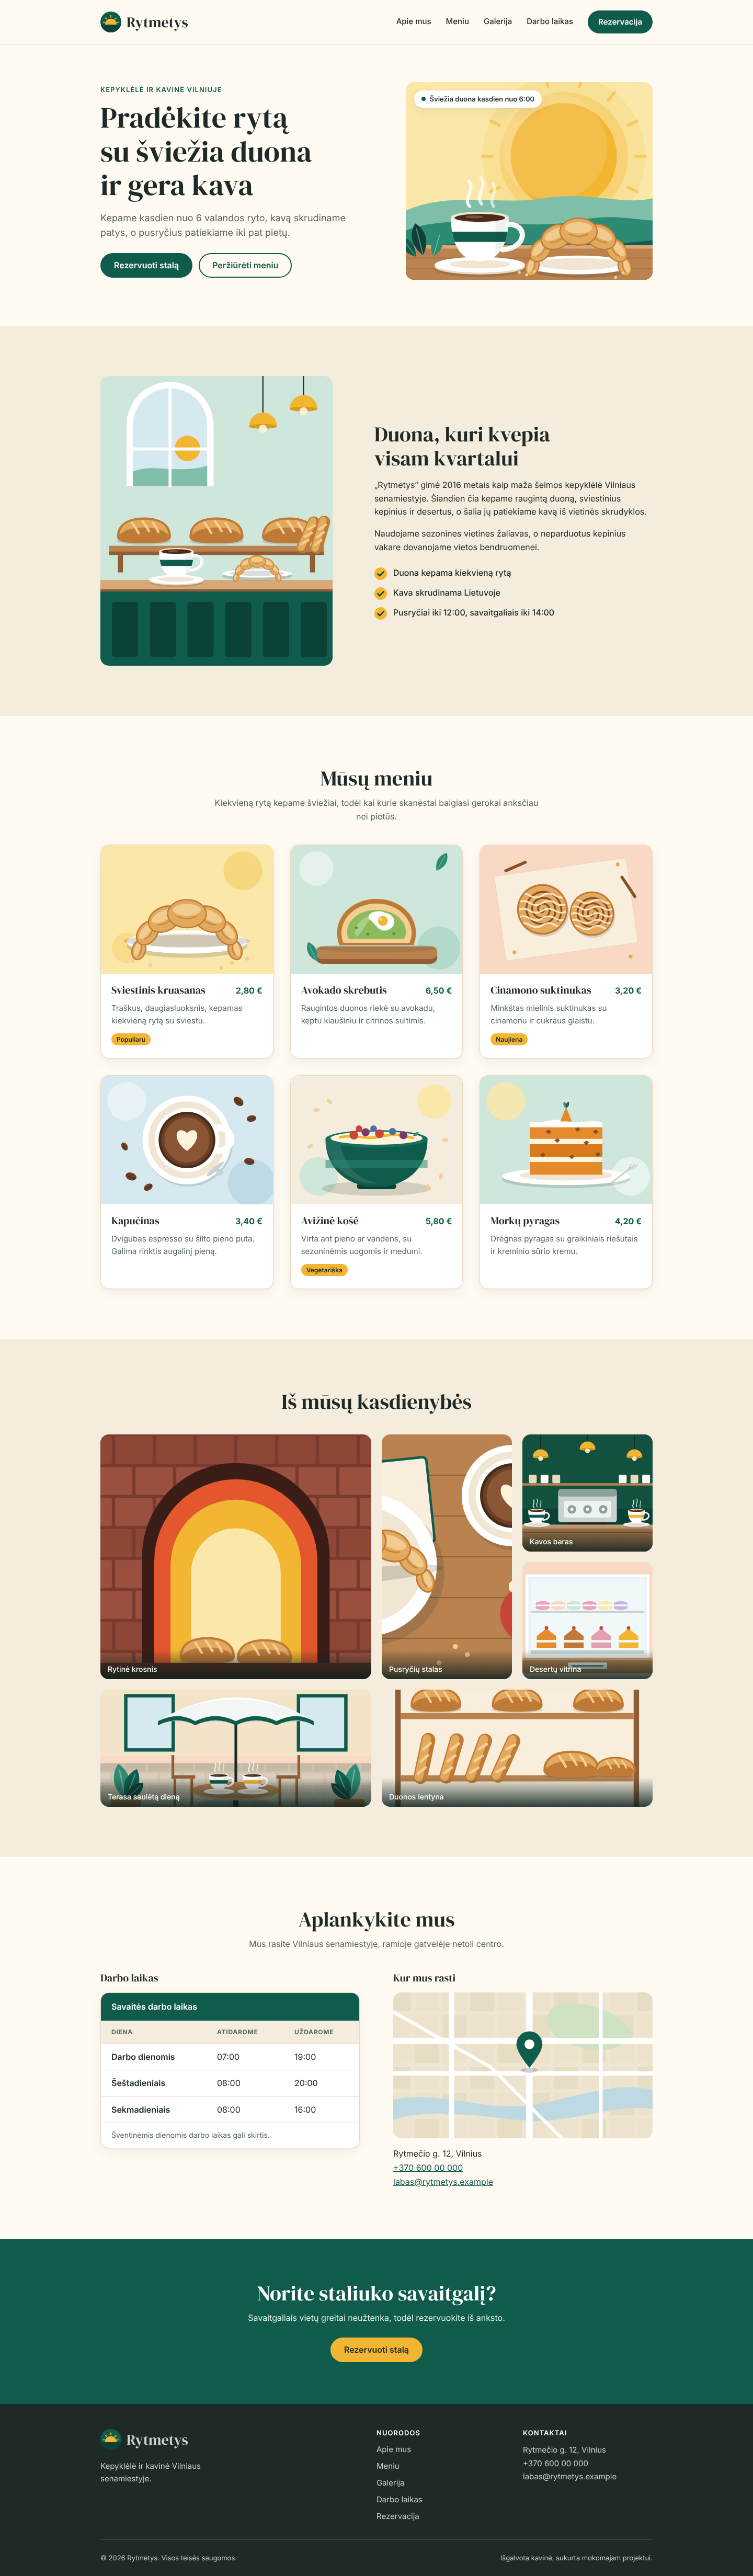 Rytmetys
Apie mus
Meniu
Galerija
Darbo laikas
Rezervacija
KEPYKLĖLĖ IR KAVINĖ VILNIUJE
Pradėkite rytą
su šviežia duona
ir gera kava
Kepame kasdien nuo 6 valandos ryto, kavą skrudiname
patys, o pusryčius patiekiame iki pat pietų.
Rezervuoti stalą
Peržiūrėti meniu
Šviežia duona kasdien nuo 6:00
Duona, kuri kvepia
visam kvartalui
„Rytmetys“ gimė 2016 metais kaip maža šeimos kepyklėlė Vilniaus
senamiestyje. Šiandien čia kepame raugintą duoną, sviestinius
kepinius ir desertus, o šalia jų patiekiame kavą iš vietinės skrudyklos.
Naudojame sezonines vietines žaliavas, o neparduotus kepinius
vakare dovanojame vietos bendruomenei.
Duona kepama kiekvieną rytą
Kava skrudinama Lietuvoje
Pusryčiai iki 12:00, savaitgaliais iki 14:00
Mūsų meniu
Kiekvieną rytą kepame šviežiai, todėl kai kurie skanėstai baigiasi gerokai anksčiau
nei pietūs.
Sviestinis kruasanas
2,80 €
Traškus, daugiasluoksnis, kepamas
kiekvieną rytą su sviestu.
Populiaru
Avokado skrebutis
6,50 €
Raugintos duonos riekė su avokadu,
keptu kiaušiniu ir citrinos sultimis.
Cinamono suktinukas
3,20 €
Minkštas mielinis suktinukas su
cinamonu ir cukraus glaistu.
Naujiena
Kapučinas
3,40 €
Dvigubas espresso su šilto pieno puta.
Galima rinktis augalinį pieną.
Avižinė košė
5,80 €
Virta ant pieno ar vandens, su
sezoninėmis uogomis ir medumi.
Vegetariška
Morkų pyragas
4,20 €
Drėgnas pyragas su graikiniais riešutais
ir kreminio sūrio kremu.
Iš mūsų kasdienybės
Rytinė krosnis
Pusryčių stalas
Kavos baras
Desertų vitrina
Terasa saulėtą dieną
Duonos lentyna
Aplankykite mus
Mus rasite Vilniaus senamiestyje, ramioje gatvelėje netoli centro.
Darbo laikas
Savaitės darbo laikas
DIENA ATIDAROME UŽDAROME
Darbo dienomis 07:00 19:00
Šeštadieniais 08:00 20:00
Sekmadieniais 08:00 16:00
Šventinėmis dienomis darbo laikas gali skirtis.
Kur mus rasti
Rytmečio g. 12, Vilnius
+370 600 00 000
labas@rytmetys.example
Norite staliuko savaitgalį?
Savaitgaliais vietų greitai neužtenka, todėl rezervuokite iš anksto.
Rezervuoti stalą
Rytmetys
Kepyklėlė ir kavinė Vilniaus
senamiestyje.
NUORODOS
Apie mus
Meniu
Galerija
Darbo laikas
Rezervacija
KONTAKTAI
Rytmečio g. 12, Vilnius
+370 600 00 000
labas@rytmetys.example
© 2026 Rytmetys. Visos teisės saugomos.
Išgalvota kavinė, sukurta mokomajam projektui.